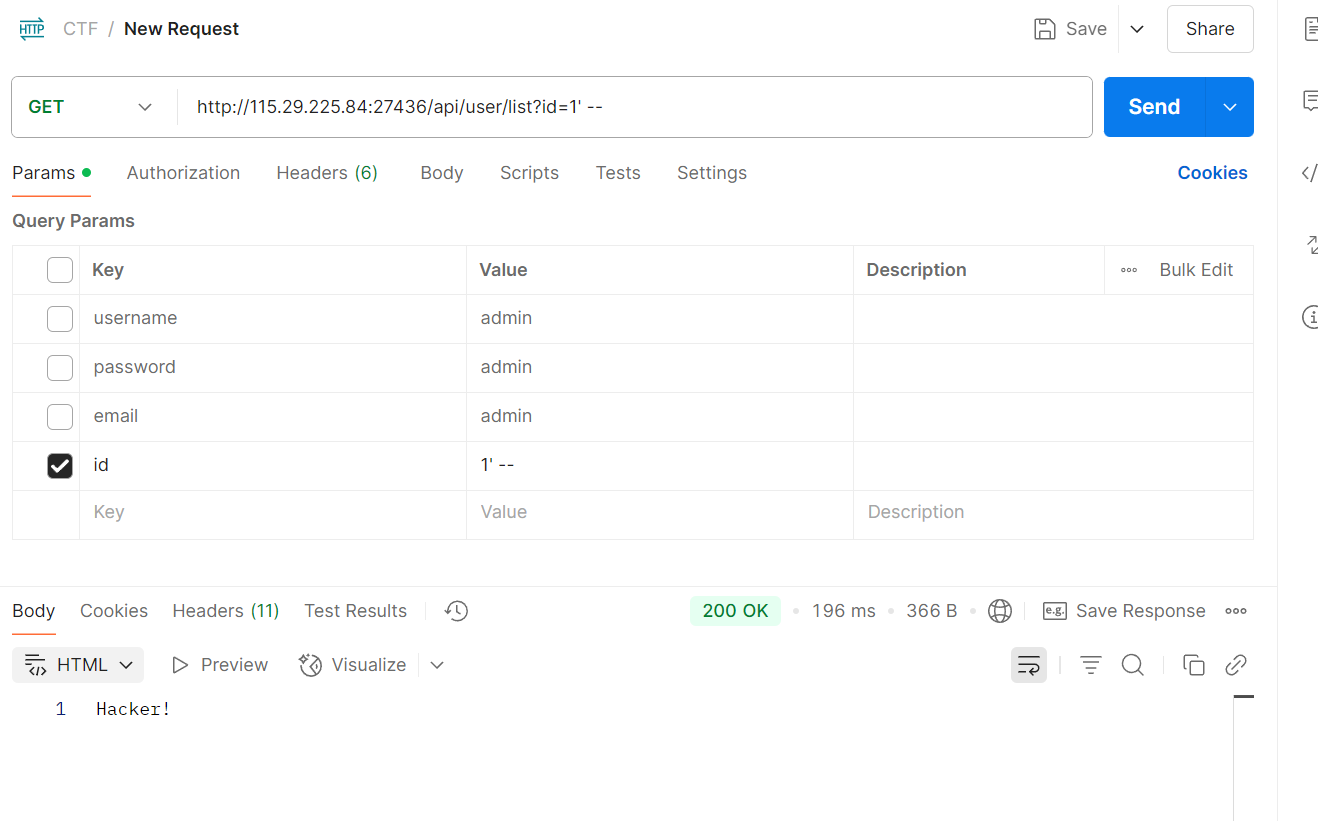 HTTP CTF / New Request Save Share
GET http://115.29.225.84:27436/api/user/list?id=1' -- Send
Params Authorization Headers (6) Body Scripts Tests Settings Cookies
Query Params
Key Value Description Bulk Edit
username admin
password admin
email admin
id 1' --
Key Value Description
Body Cookies Headers (11) Test Results 200 OK 196 ms 366 B e.g. Save Response
HTML Preview Visualize
1 Hacker!